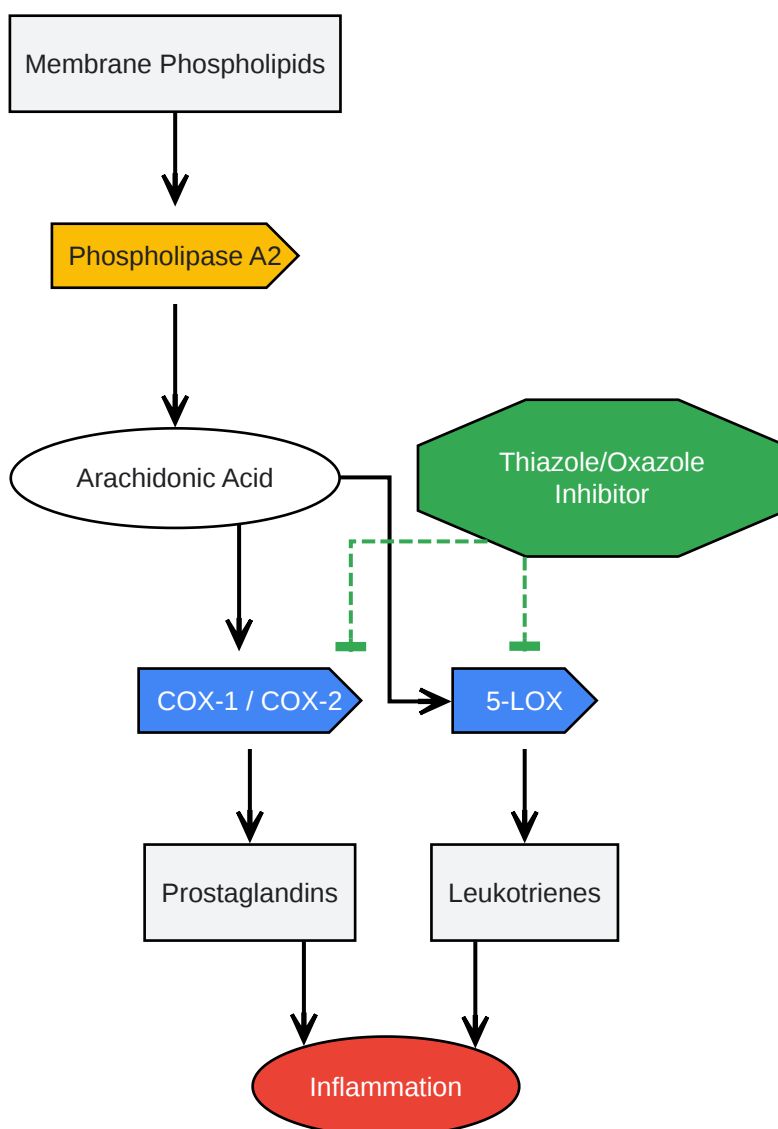 Membrane Phospholipids
Phospholipase A2
Arachidonic Acid
Thiazole/Oxazole
Inhibitor
COX-1 / COX-2
5-LOX
Prostaglandins
Leukotrienes
Inflammation